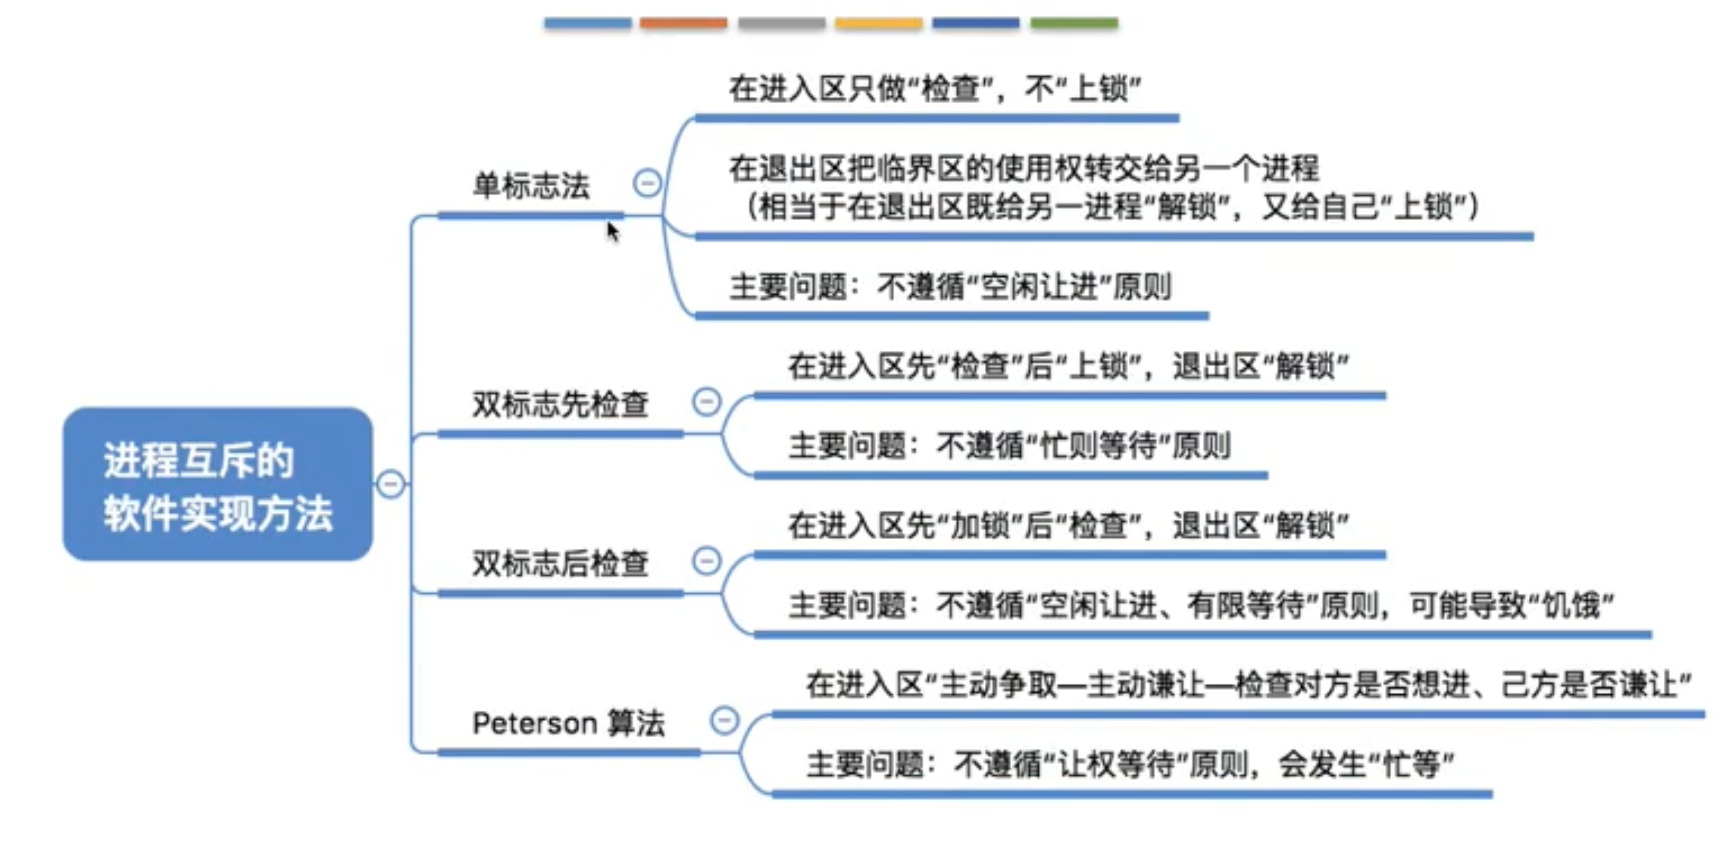 在进入区只做“检查”，不“上锁”
单标志法
在退出区把临界区的使用权转交给另一个进程
（相当于在退出区既给另一进程“解锁”，又给自己“上锁”）
主要问题：不遵循“空闲让进”原则
在进入区先“检查”后“上锁”，退出区“解锁”
双标志先检查
主要问题：不遵循“忙则等待”原则
进程互斥的
软件实现方法
在进入区先“加锁”后“检查”，退出区“解锁”
双标志后检查
主要问题：不遵循“空闲让进、有限等待”原则，可能导致“饥饿”
在进入区“主动争取—主动谦让—检查对方是否想进、己方是否谦让”
Peterson 算法
主要问题：不遵循“让权等待”原则，会发生“忙等”